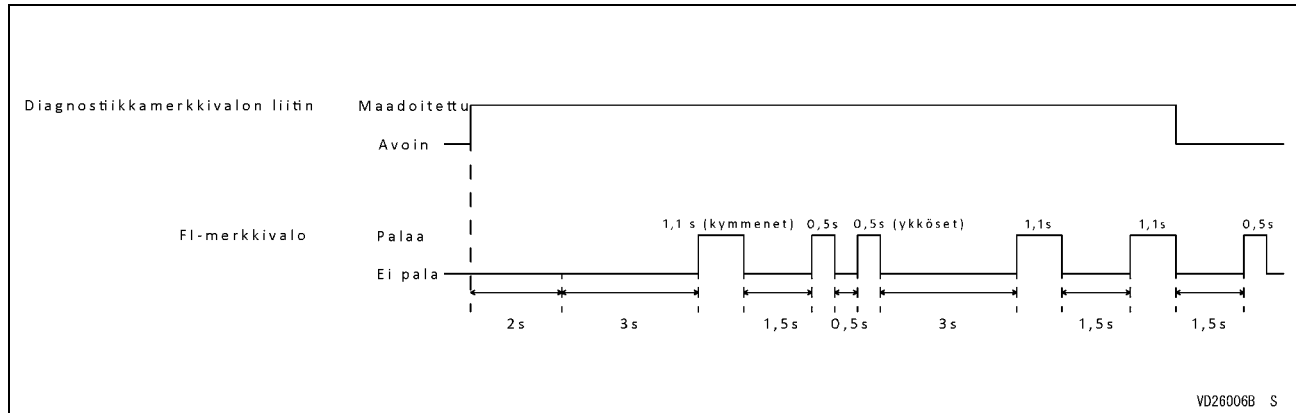 Diagnostiikkamerkkivalon liitin Maadoitettu
Avoin
1,1 s (kymmenet) 0,5s 0,5s (ykköset) 1,1s 1,1s 0,5s
FI-merkkivalo Palaa
Ei pala
2s 3s 1,5s 0,5s 3s 1,5s 1,5s
VD26006B S